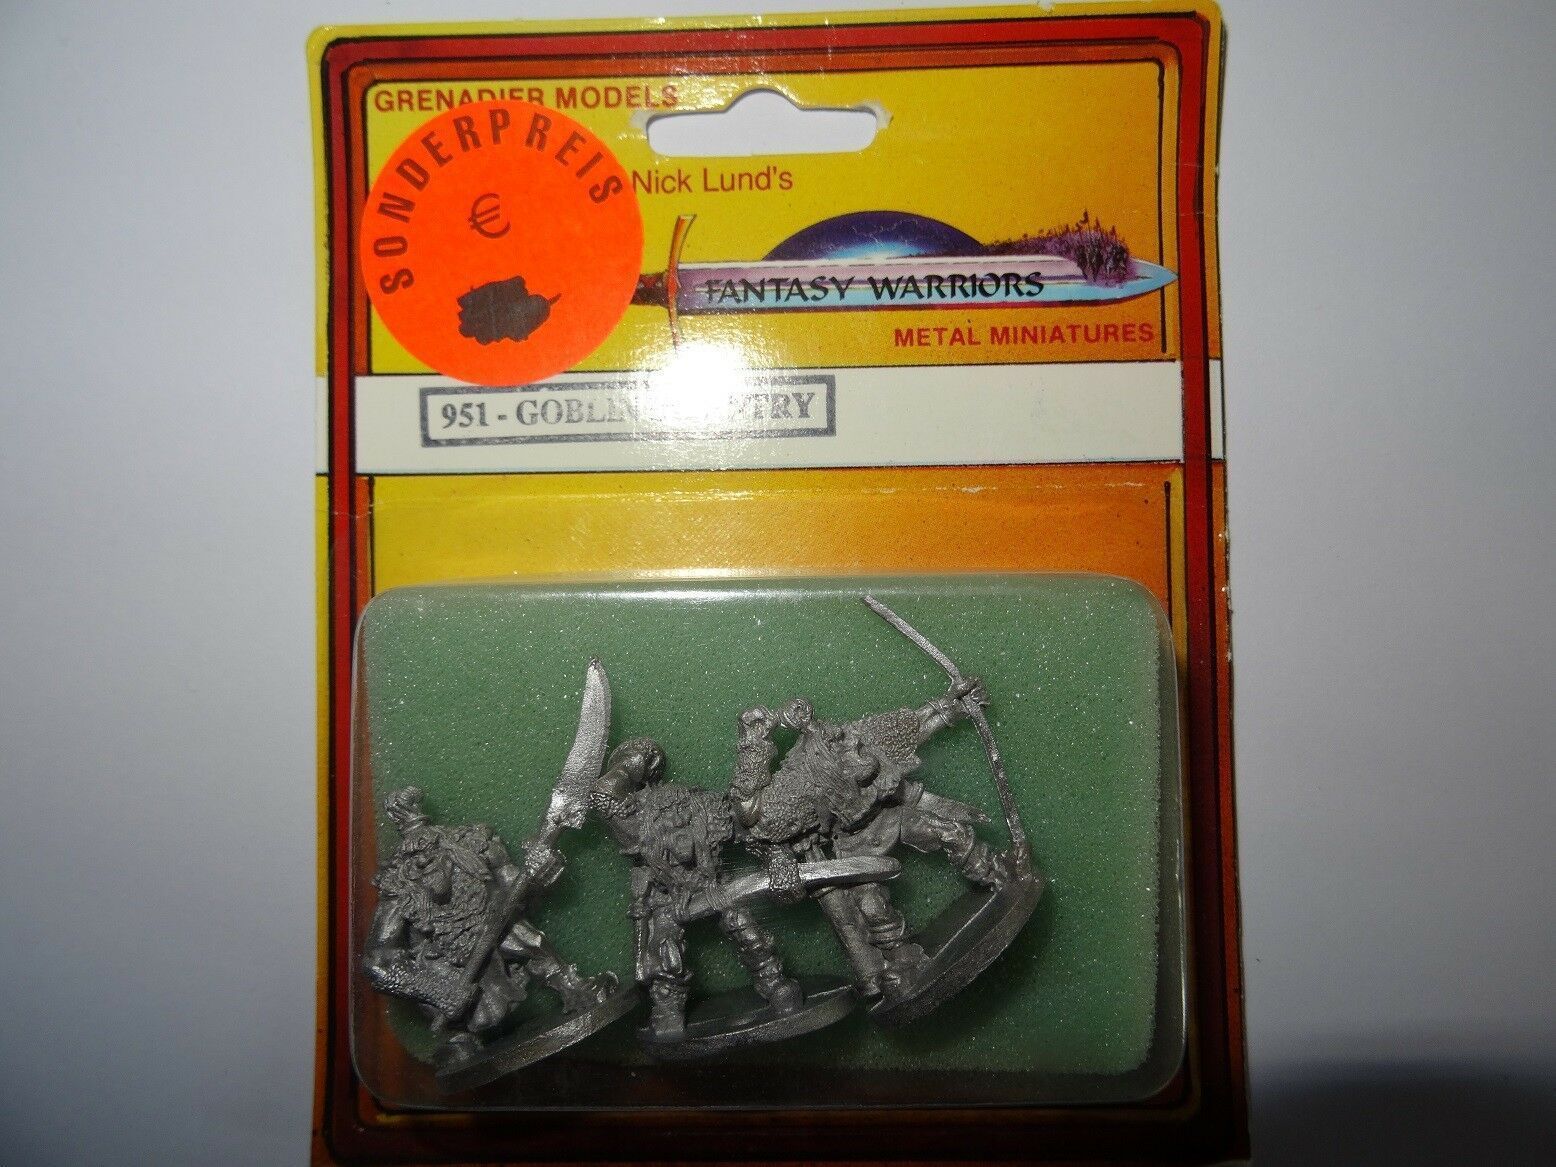 GRENADIER MODELS
SONDERPREIS
€
Nick Lund's
FANTASY WARRIORS
METAL MINIATURES
951 - GOBLIN